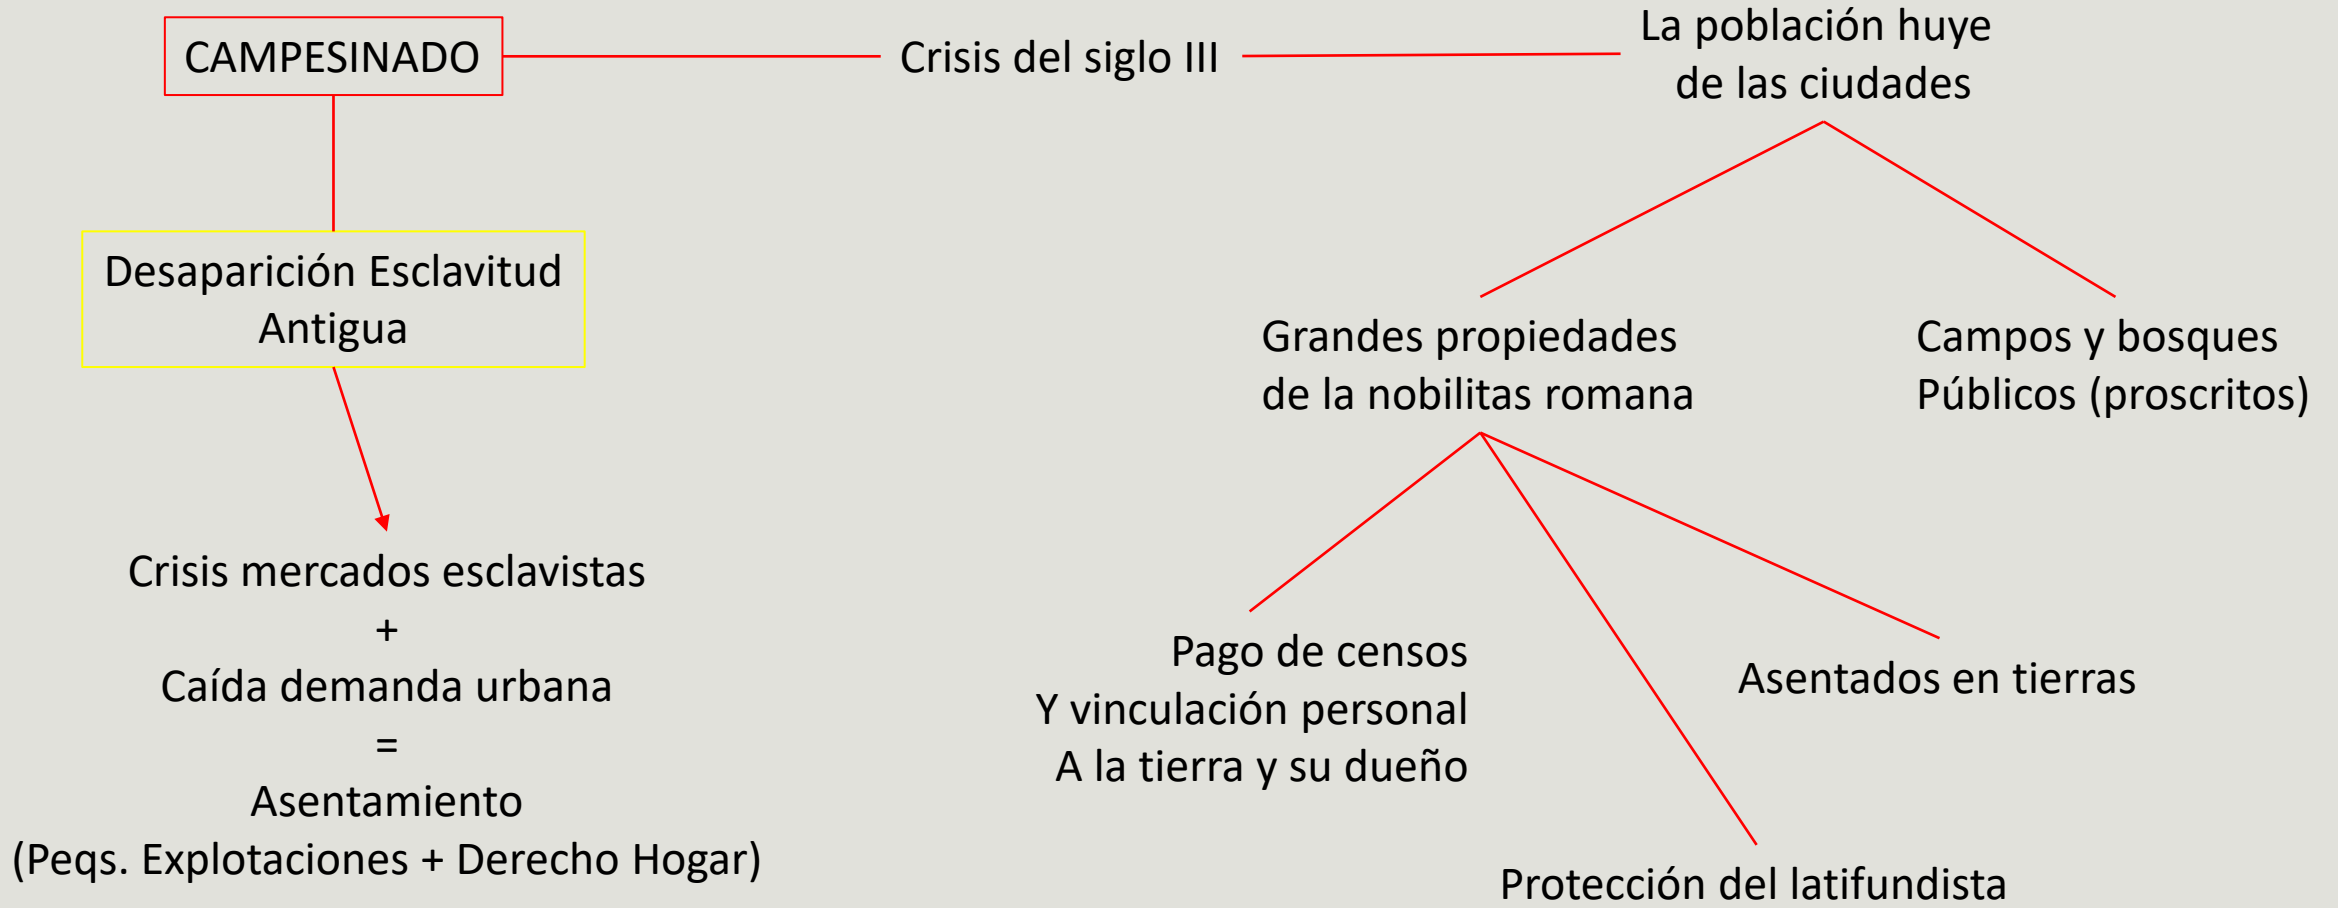 CAMPESINADO
Crisis del siglo III
La población huye
de las ciudades
Desaparición Esclavitud
Antigua
Grandes propiedades
de la nobilitas romana
Campos y bosques
Públicos (proscritos)
Crisis mercados esclavistas
+
Caída demanda urbana
=
Asentamiento
(Peqs. Explotaciones + Derecho Hogar)
Pago de censos
Y vinculación personal
A la tierra y su dueño
Asentados en tierras
Protección del latifundista